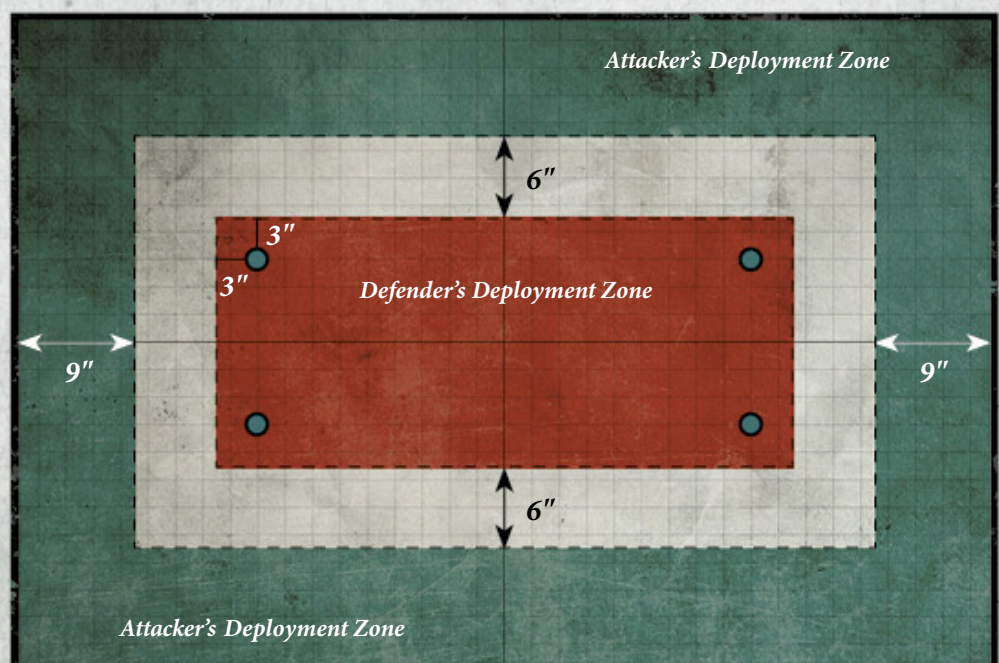 Attacker's Deployment Zone
6"
3"
3"
Defender's Deployment Zone
9"
9"
6"
Attacker's Deployment Zone